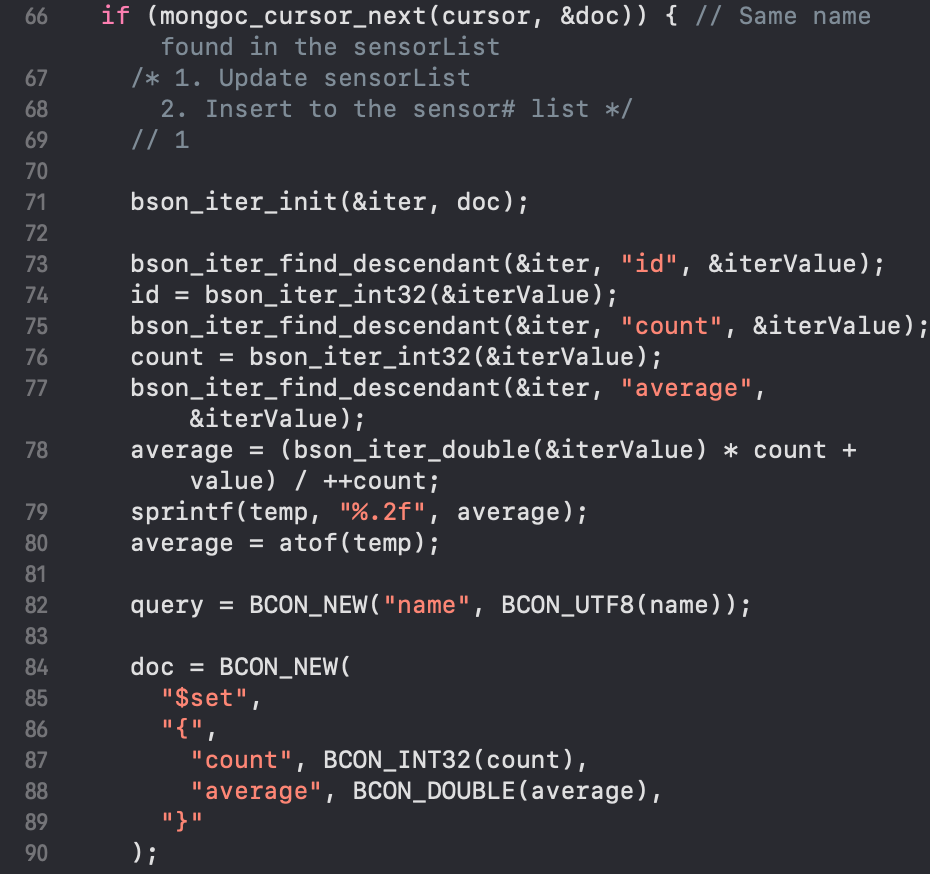 66 if (mongoc_cursor_next(cursor, &doc)) { // Same name
found in the sensorList
67 /* 1. Update sensorList
68 2. Insert to the sensor# list */
69 // 1
70
71 bson_iter_init(&iter, doc);
72
73 bson_iter_find_descendant(&iter, "id", &iterValue);
74 id = bson_iter_int32(&iterValue);
75 bson_iter_find_descendant(&iter, "count", &iterValue);
76 count = bson_iter_int32(&iterValue);
77 bson_iter_find_descendant(&iter, "average",
&iterValue);
78 average = (bson_iter_double(&iterValue) * count +
value) / ++count;
79 sprintf(temp, "%.2f", average);
80 average = atof(temp);
81
82 query = BCON_NEW("name", BCON_UTF8(name));
83
84 doc = BCON_NEW(
85 "$set",
86 "{",
87 "count", BCON_INT32(count),
88 "average", BCON_DOUBLE(average),
89 "}"
90 );